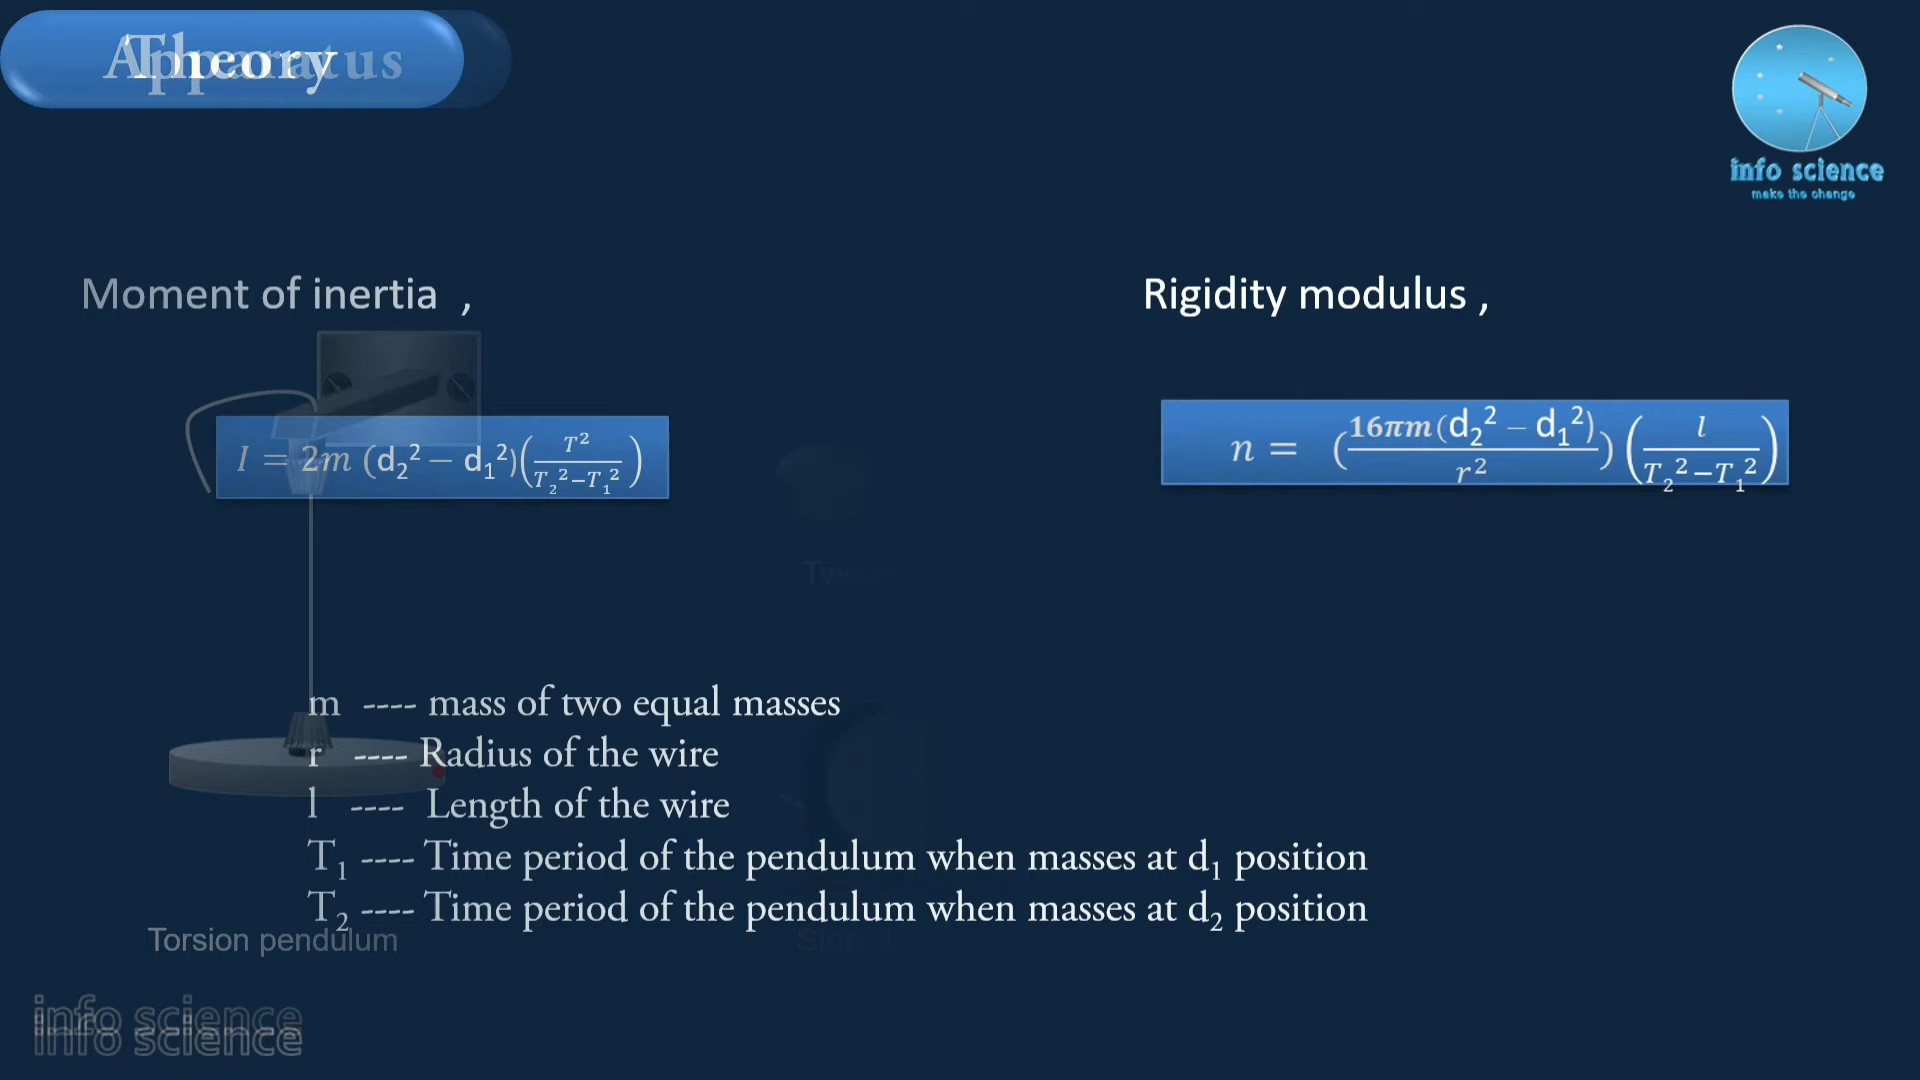 Apparatus
Theory
info science
make the change
Moment of inertia ,
Rigidity modulus ,
I = 2m (d₂² − d₁²)(T²/(T₂²−T₁²))
n = (16πm(d₂² − d₁²)/r²)(l/(T₂²−T₁²))
m ---- mass of two equal masses
r ---- Radius of the wire
l ---- Length of the wire
T₁ ---- Time period of the pendulum when masses at d₁ position
T₂ ---- Time period of the pendulum when masses at d₂ position
Torsion pendulum
info science
info science